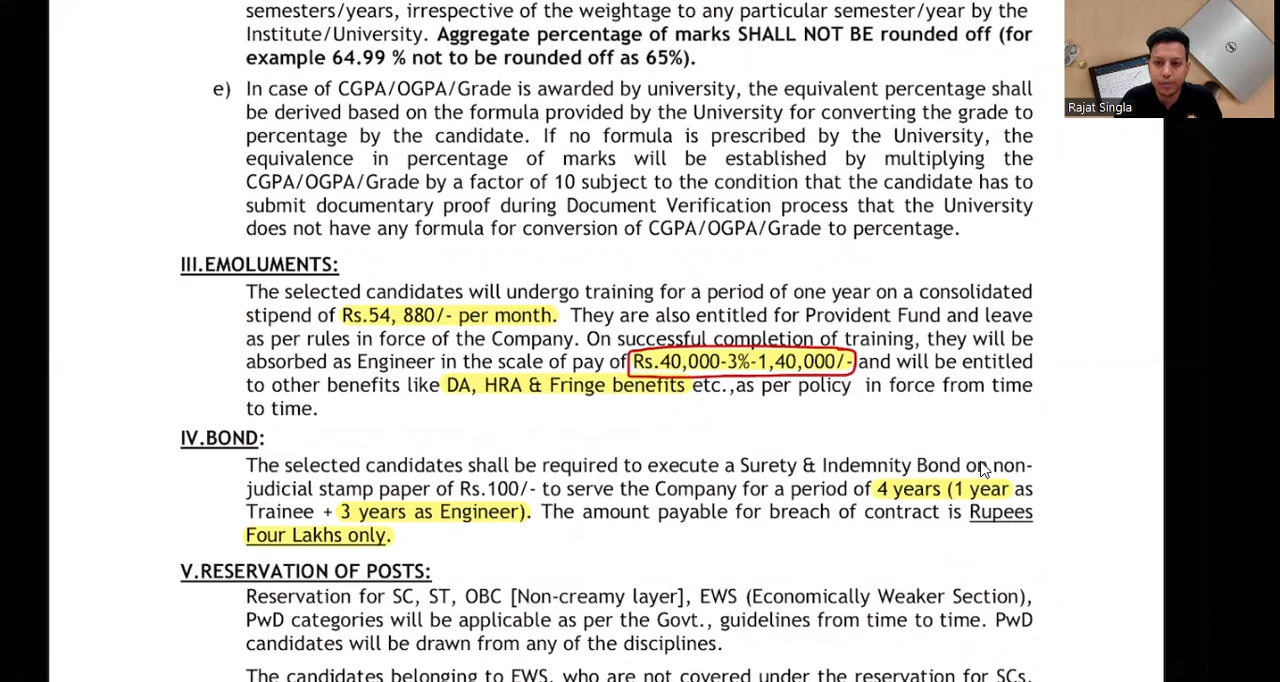 semesters/years, irrespective of the weightage to any particular semester/year by the
Institute/University. Aggregate percentage of marks SHALL NOT BE rounded off (for
example 64.99 % not to be rounded off as 65%).
e) In case of CGPA/OGPA/Grade is awarded by university, the equivalent percentage shall
be derived based on the formula provided by the University for converting the grade to
percentage by the candidate. If no formula is prescribed by the University, the
equivalence in percentage of marks will be established by multiplying the
CGPA/OGPA/Grade by a factor of 10 subject to the condition that the candidate has to
submit documentary proof during Document Verification process that the University
does not have any formula for conversion of CGPA/OGPA/Grade to percentage.
III.EMOLUMENTS:
The selected candidates will undergo training for a period of one year on a consolidated
stipend of Rs.54, 880/- per month. They are also entitled for Provident Fund and leave
as per rules in force of the Company. On successful completion of training, they will be
absorbed as Engineer in the scale of pay of Rs.40,000-3%-1,40,000/- and will be entitled
to other benefits like DA, HRA & Fringe benefits etc.,as per policy in force from time
to time.
IV.BOND:
The selected candidates shall be required to execute a Surety & Indemnity Bond on non-
judicial stamp paper of Rs.100/- to serve the Company for a period of 4 years (1 year as
Trainee + 3 years as Engineer). The amount payable for breach of contract is Rupees
Four Lakhs only.
V.RESERVATION OF POSTS:
Reservation for SC, ST, OBC [Non-creamy layer], EWS (Economically Weaker Section),
PwD categories will be applicable as per the Govt., guidelines from time to time. PwD
candidates will be drawn from any of the disciplines.
The candidates belonging to EWS, who are not covered under the reservation for SCs,
Rajat Singla